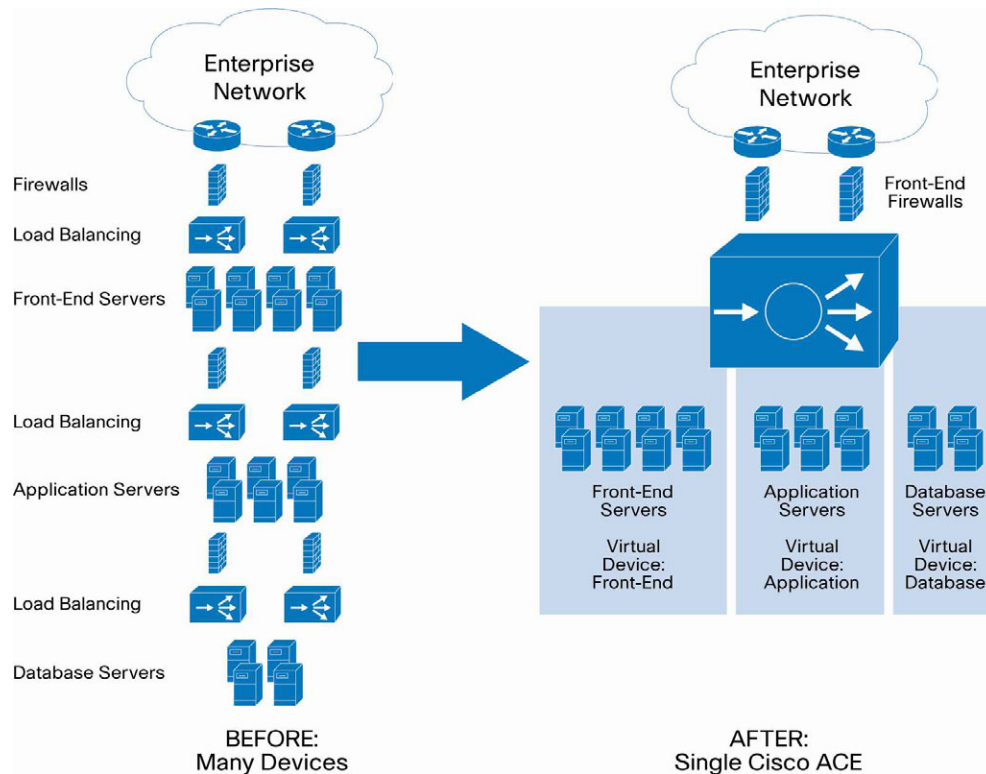 Enterprise
Network
Firewalls
Load Balancing
Front-End Servers
Load Balancing
Application Servers
Load Balancing
Database Servers
BEFORE:
Many Devices
Enterprise
Network
Front-End
Firewalls
Front-End
Servers
Virtual
Device:
Front-End
Application
Servers
Virtual
Device:
Application
Database
Servers
Virtual
Device:
Database
AFTER:
Single Cisco ACE